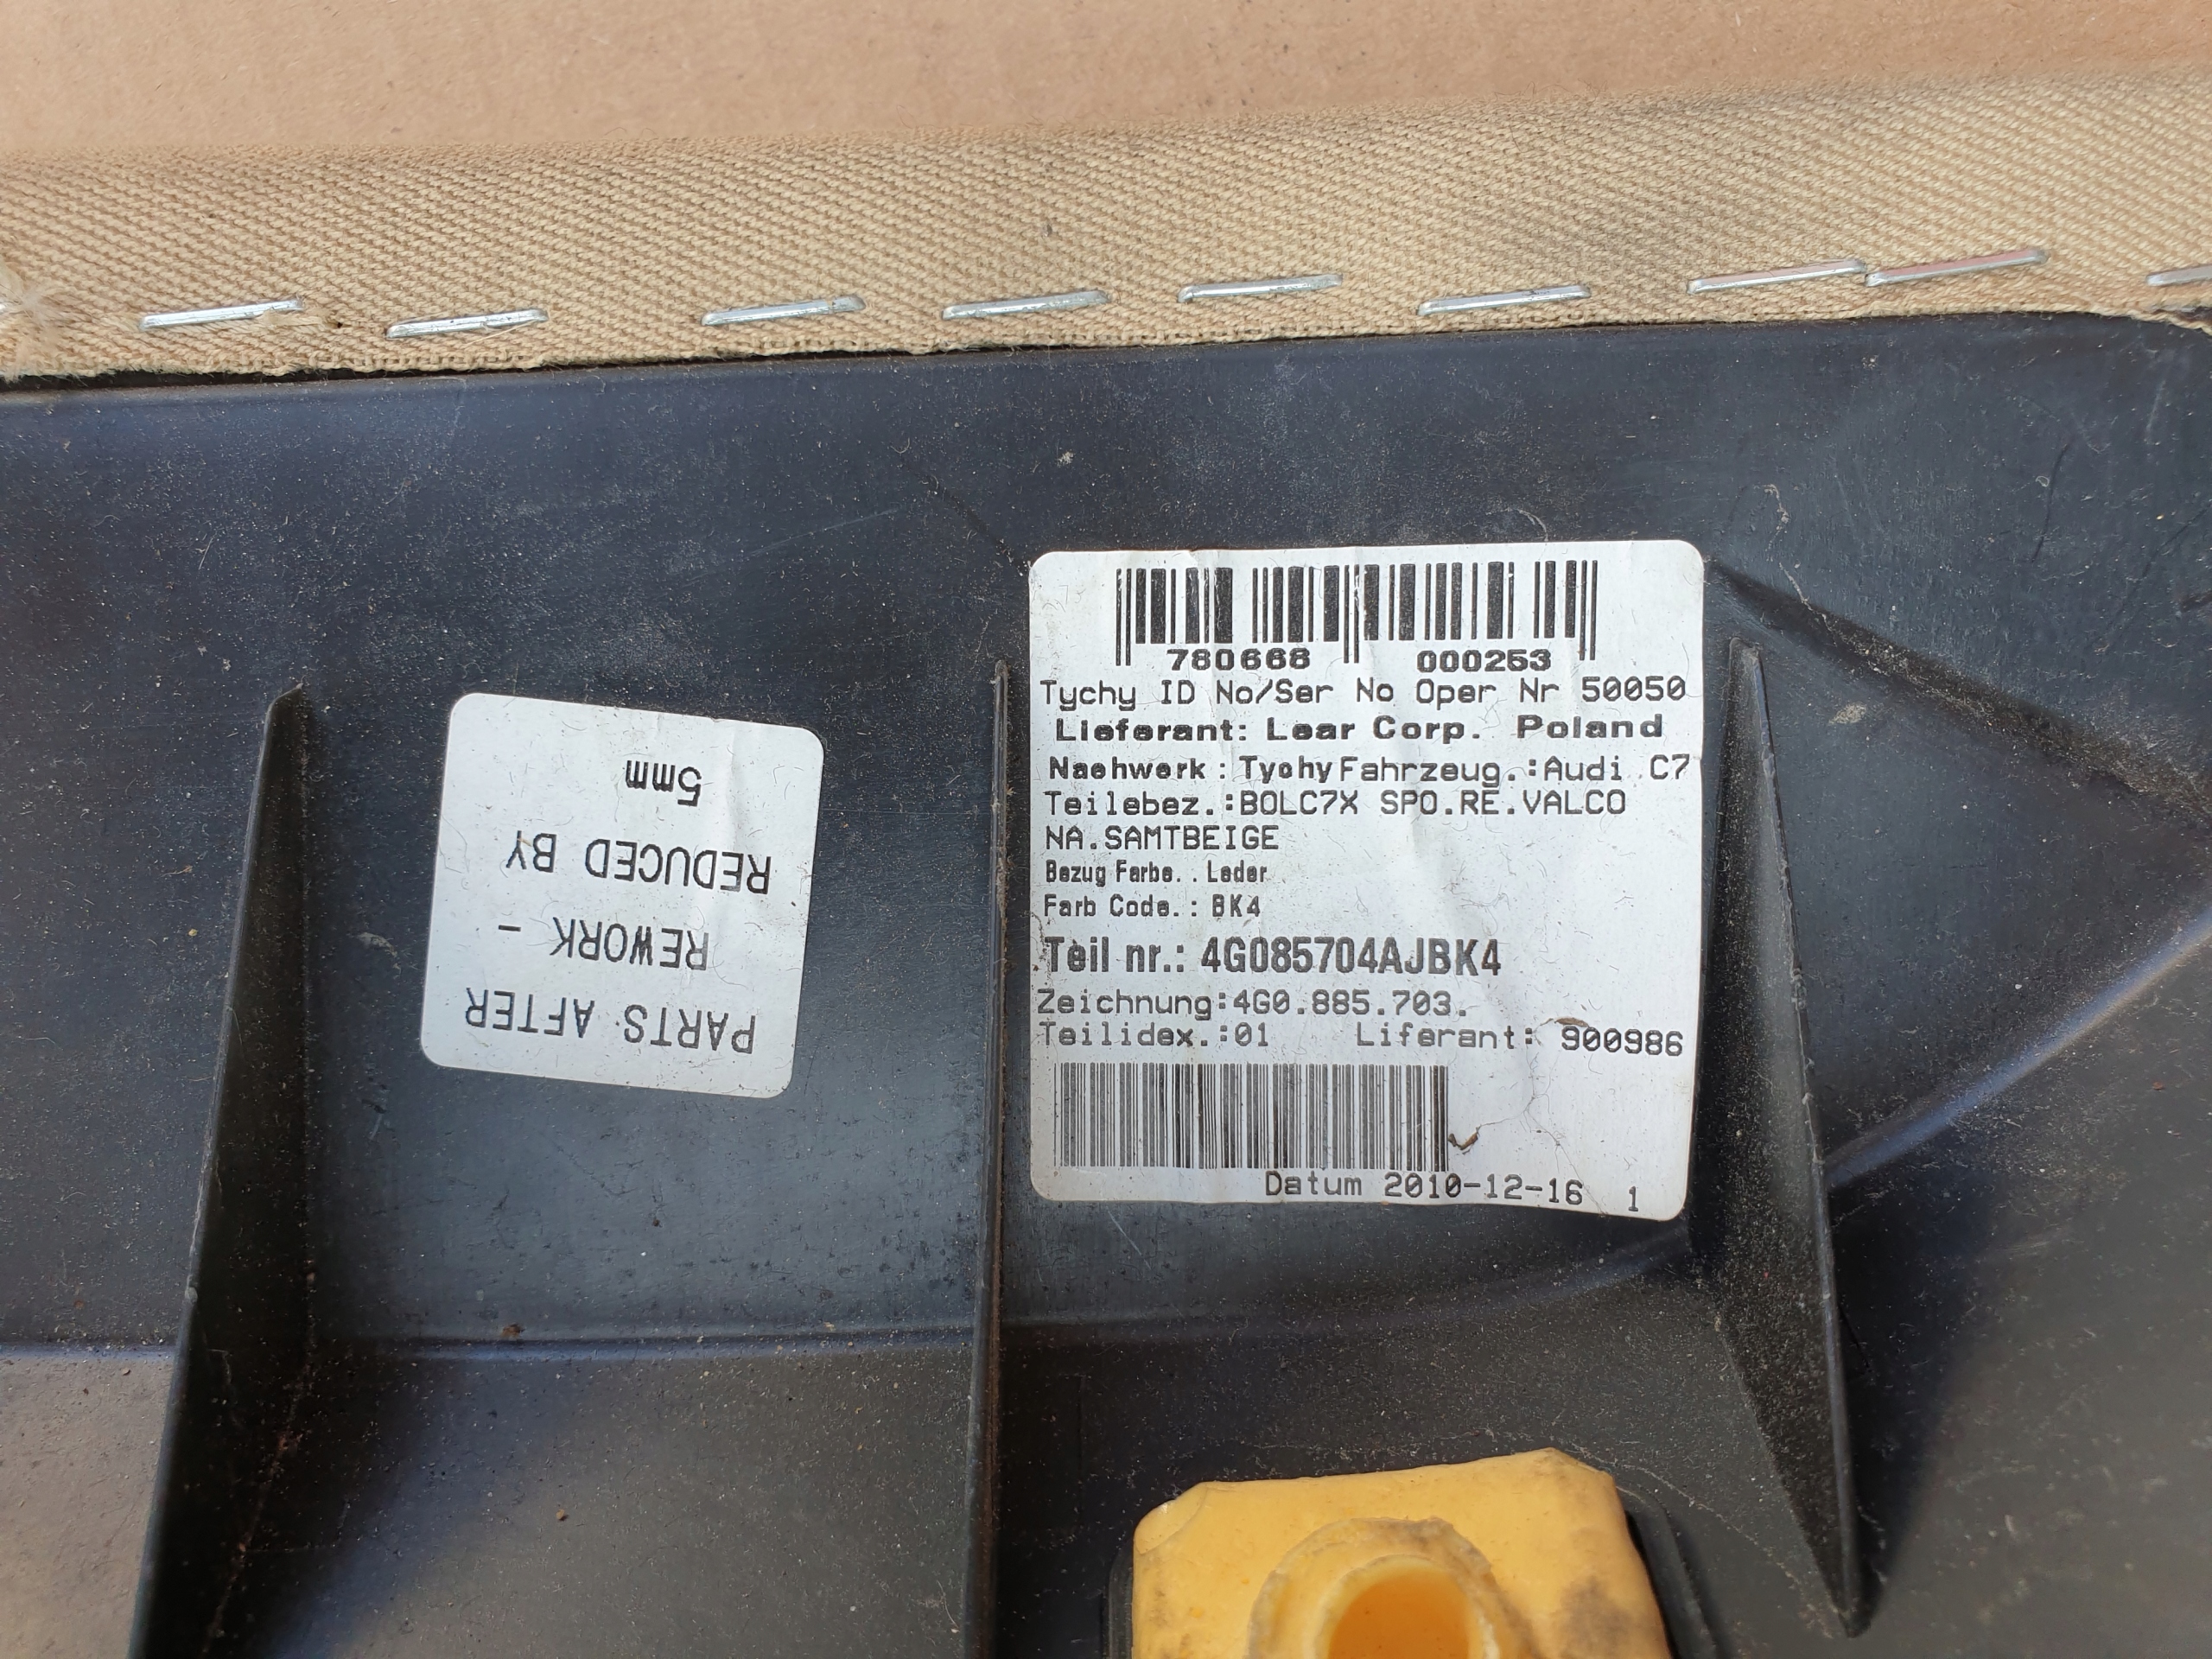 PARTS AFTER
REWORK -
REDUCED BY
5mm
780668 000253
Tychy ID No/Ser No Oper Nr 50050
Lieferant: Lear Corp. Poland
Naehwerk: Tychy Fahrzeug.:Audi C7
Teilebez.:BOLC7X SPO.RE.VALCO
NA.SAMTBEIGE
Bezug Farbe. . Leder
Farb Code. : BK4
Teil nr.: 4G085704AJBK4
Zeichnung:4G0.885.703.
Teilidex.:01 Liferant: 900986
Datum 2010-12-16 1